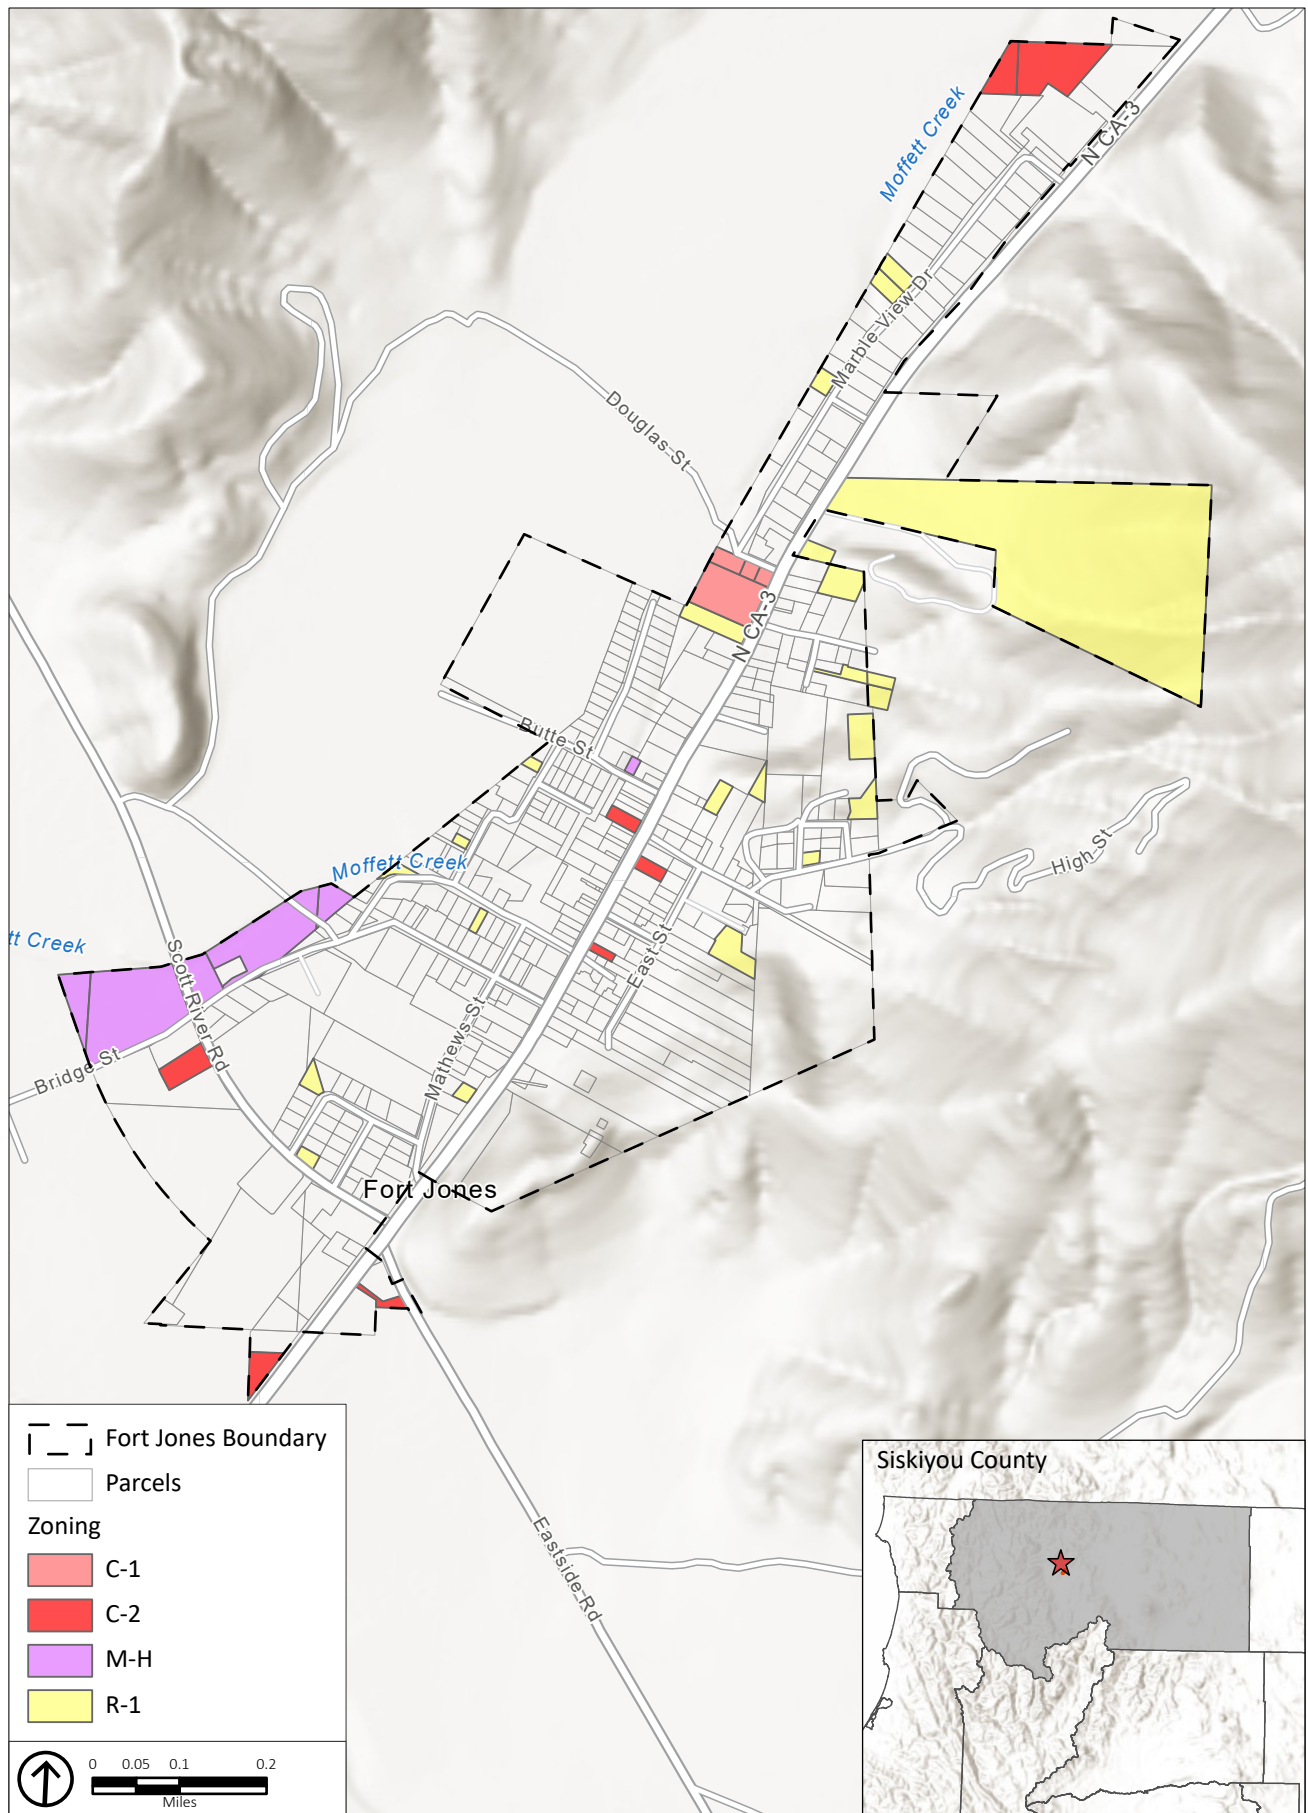 Moffett Creek
N CA-3
Marble View Dr
Douglas St
N CA-3
Butte St
Moffett Creek
High St
tt Creek
Scott River Rd
East St
Mathews St
Bridge St
Fort Jones
Eastside Rd
Fort Jones Boundary
Parcels
Zoning
C-1
C-2
M-H
R-1
0 0.05 0.1 0.2
Miles
Siskiyou County